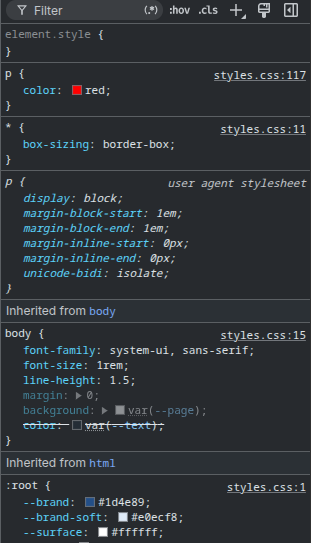 Filter (.*) :hov .cls
element.style {
}
p { styles.css:117
color: red;
}
* { styles.css:11
box-sizing: border-box;
}
p { user agent stylesheet
display: block;
margin-block-start: 1em;
margin-block-end: 1em;
margin-inline-start: 0px;
margin-inline-end: 0px;
unicode-bidi: isolate;
}
Inherited from body
body { styles.css:15
font-family: system-ui, sans-serif;
font-size: 1rem;
line-height: 1.5;
margin: 0;
background: var(--page);
color: var(--text);
}
Inherited from html
:root { styles.css:1
--brand: #1d4e89;
--brand-soft: #e0ecf8;
--surface: #ffffff;